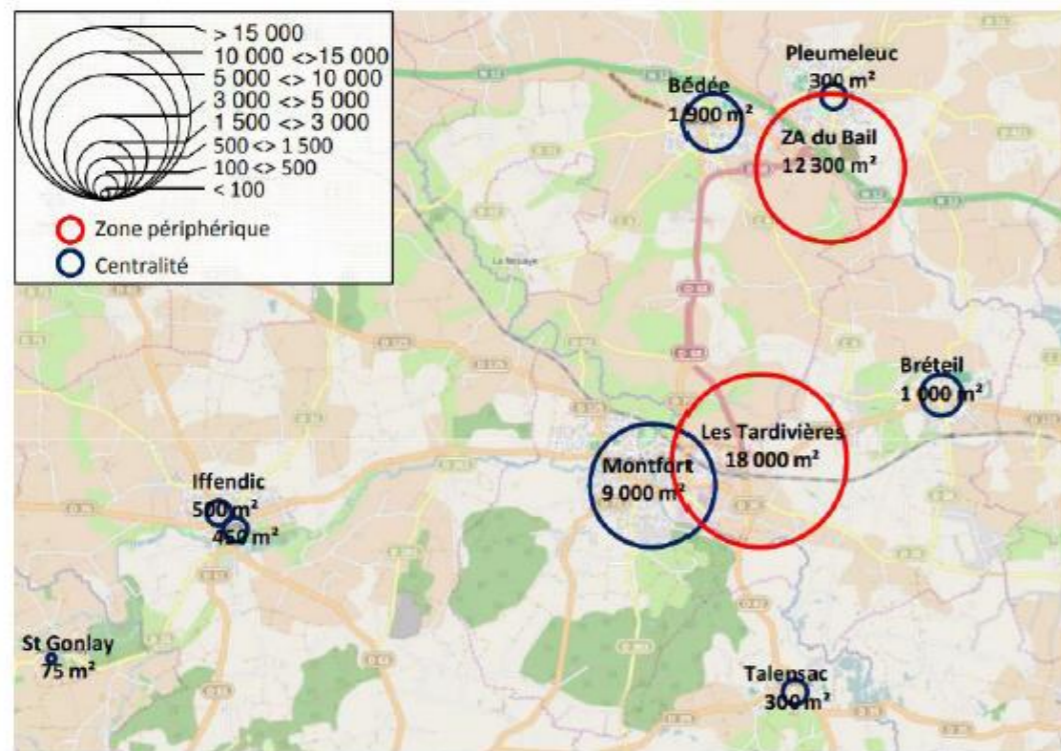 > 15 000
10 000 <>15 000
5 000 <> 10 000
3 000 <> 5 000
1 500 <> 3 000
500 <> 1 500
100 <> 500
< 100
Zone périphérique
Centralité
Pleumeleuc
300 m²
Bédée
1 900 m²
ZA du Bail
12 300 m²
Bréteil
1 000 m²
Les Tardivières
18 000 m²
Montfort
9 000 m²
Iffendic
500 m²
450 m²
St Gonlay
75 m²
Talensac
300 m²